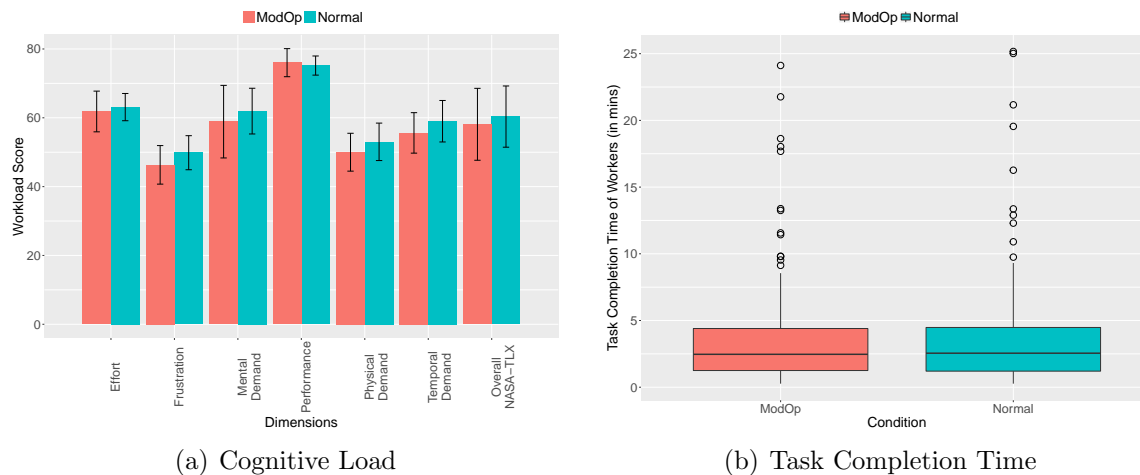 ModOp Normal
Workload Score
80
60
40
20
0
Effort
Frustration
Mental
Demand
Performance
Physical
Demand
Temporal
Demand
Overall
NASA−TLX
Dimensions
(a) Cognitive Load
ModOp Normal
Task Completion Time of Workers (in mins)
25
20
15
10
5
0
ModOp
Normal
Condition
(b) Task Completion Time